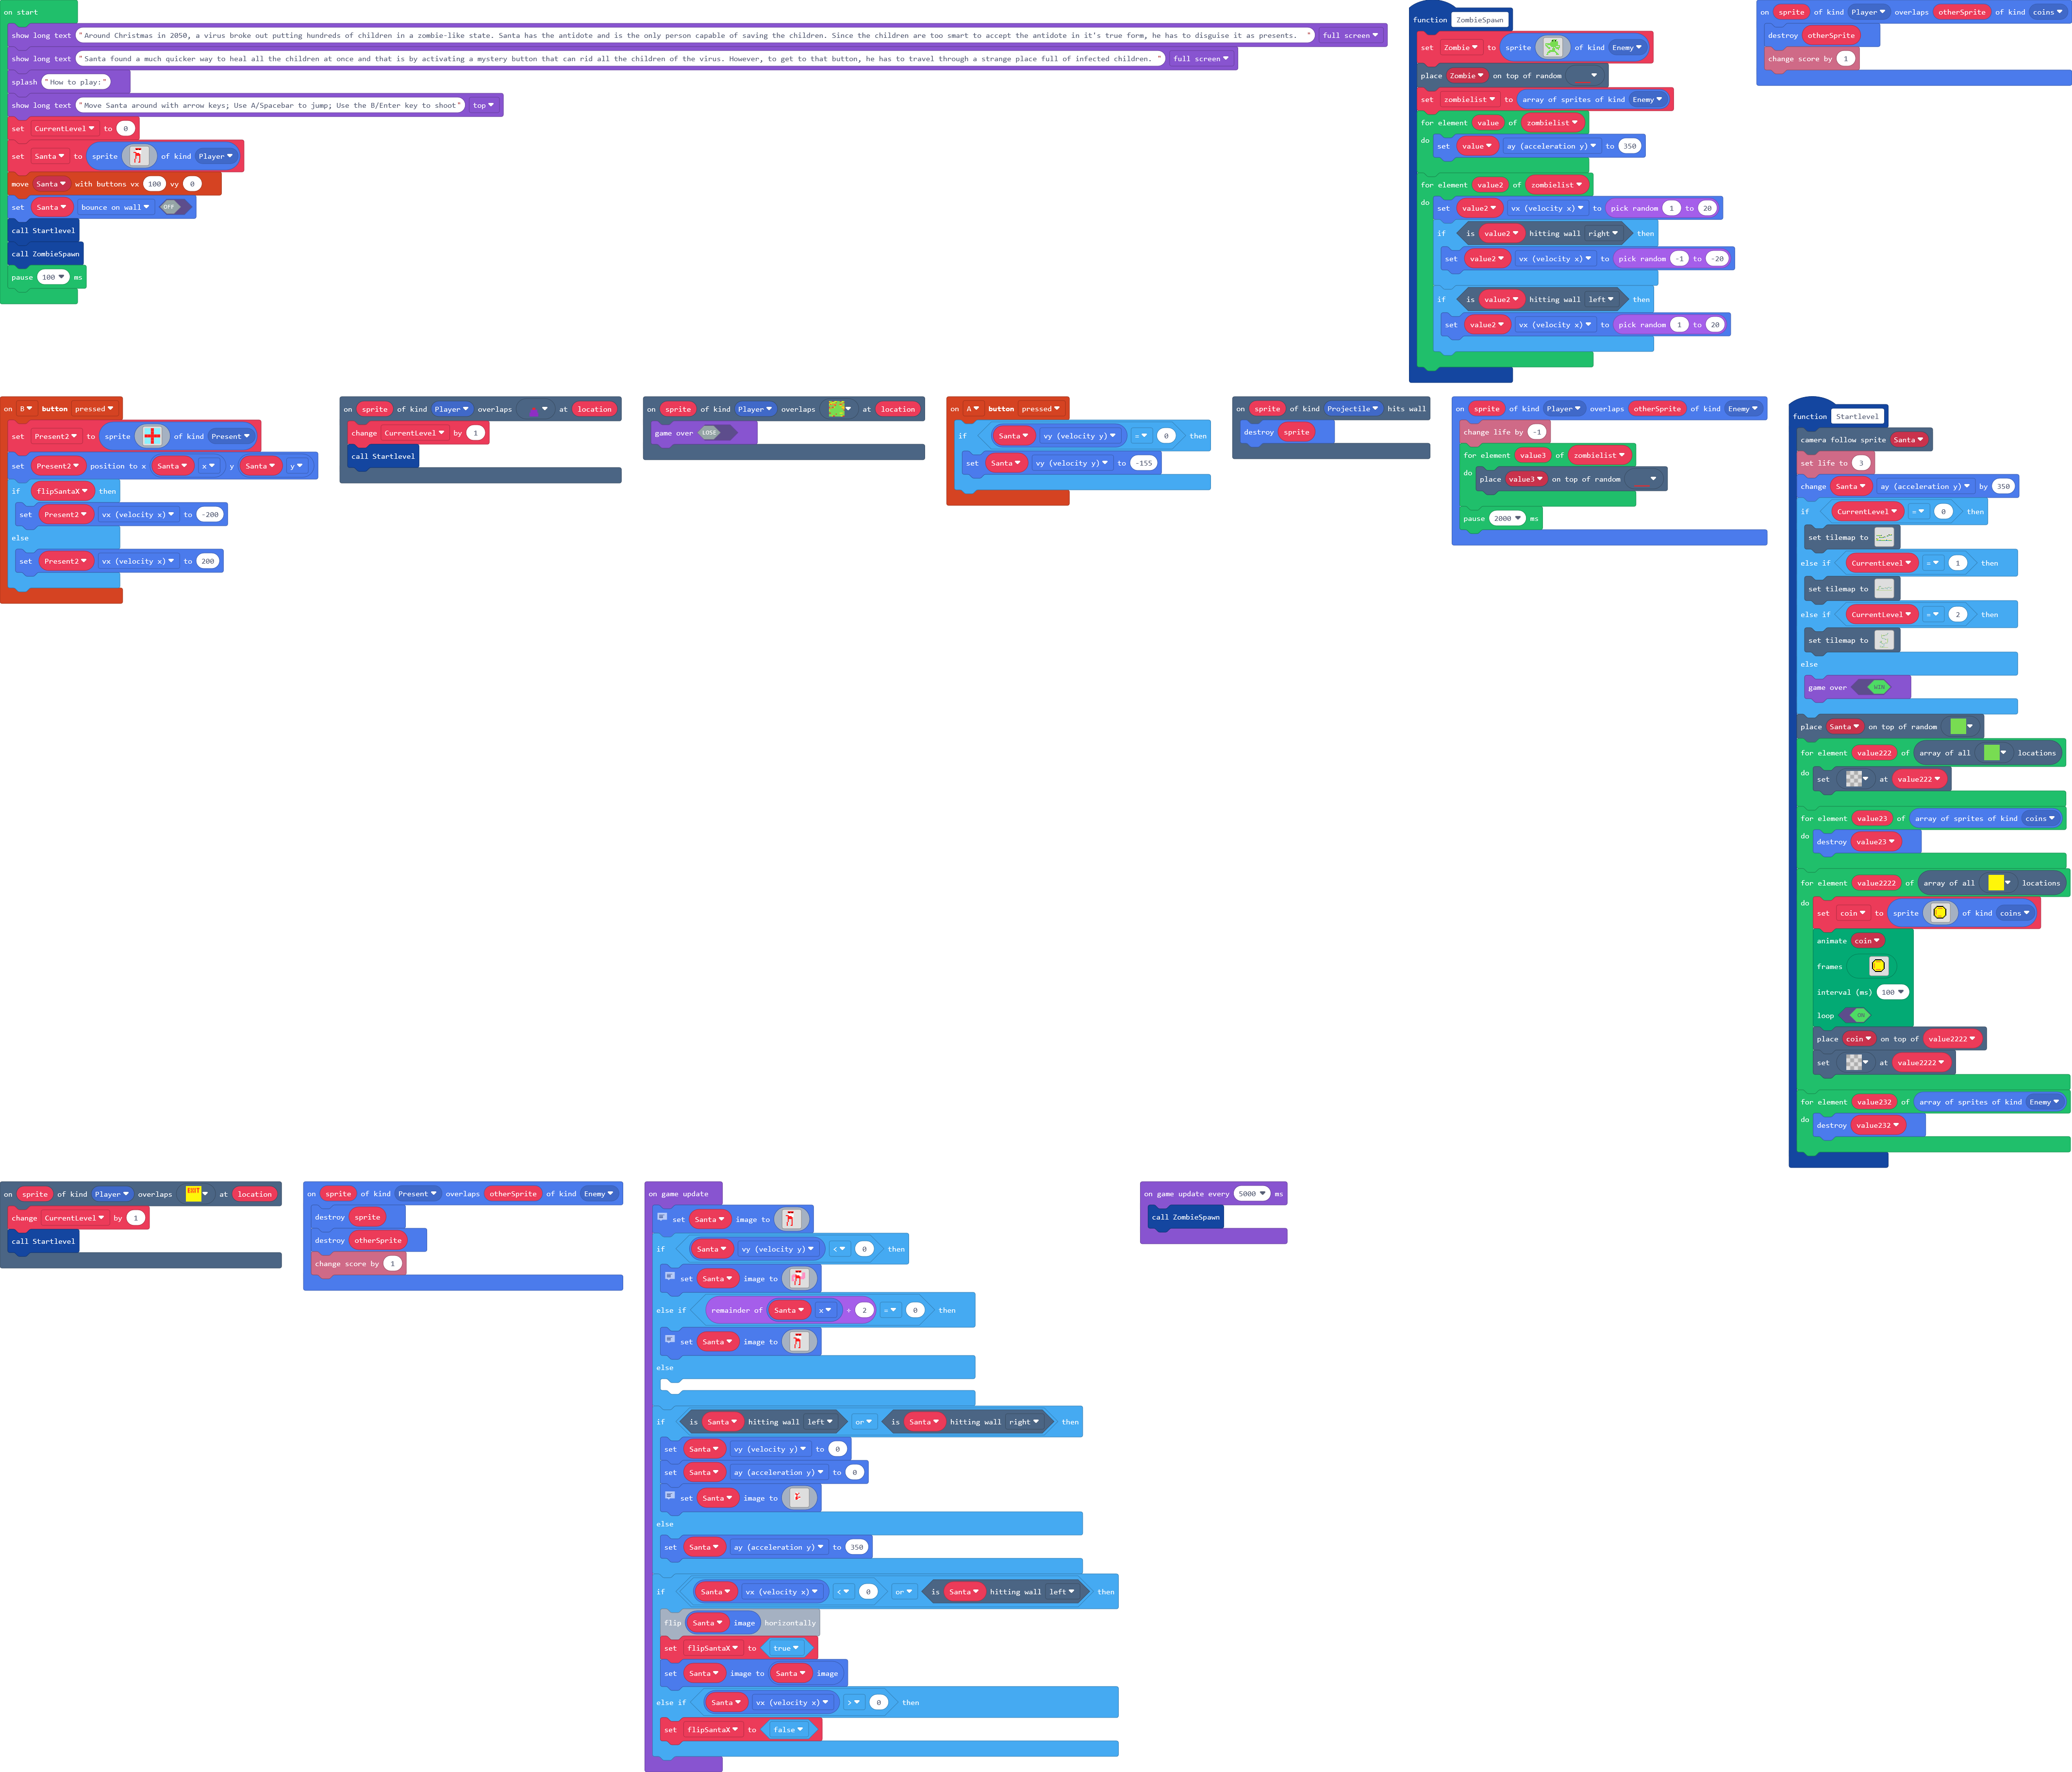 on start
show long text "Around Christmas in 2050, a virus broke out putting hundreds of children in a zombie-like state. Santa has the antidote and is the only person capable of saving the children. Since the children are too smart to accept the antidote in it's true form, he has to disguise it as presents. " full screen
show long text "Santa found a much quicker way to heal all the children at once and that is by activating a mystery button that can rid all the children of the virus. However, to get to that button, he has to travel through a strange place full of infected children. " full screen
splash "How to play:"
show long text "Move Santa around with arrow keys; Use A/Spacebar to jump; Use the B/Enter key to shoot" top
set CurrentLevel to 0
set Santa to sprite of kind Player
move Santa with buttons vx 100 vy 0
set Santa bounce on wall OFF
call Startlevel
call ZombieSpawn
pause 100 ms
function ZombieSpawn
set Zombie to sprite of kind Enemy
place Zombie on top of random
set zombielist to array of sprites of kind Enemy
for element value of zombielist
do set value ay (acceleration y) to 350
for element value2 of zombielist
do set value2 vx (velocity x) to pick random 1 to 20
if is value2 hitting wall right then
set value2 vx (velocity x) to pick random -1 to -20
if is value2 hitting wall left then
set value2 vx (velocity x) to pick random 1 to 20
on sprite of kind Player overlaps otherSprite of kind coins
destroy otherSprite
change score by 1
on B button pressed
set Present2 to sprite of kind Present
set Present2 position to x Santa x y Santa y
if flipSantaX then
set Present2 vx (velocity x) to -200
else
set Present2 vx (velocity x) to 200
on sprite of kind Player overlaps at location
change CurrentLevel by 1
call Startlevel
on sprite of kind Player overlaps at location
game over LOSE
on A button pressed
if Santa vy (velocity y) = 0 then
set Santa vy (velocity y) to -155
on sprite of kind Projectile hits wall
destroy sprite
on sprite of kind Player overlaps otherSprite of kind Enemy
change life by -1
for element value3 of zombielist
do place value3 on top of random
pause 2000 ms
function Startlevel
camera follow sprite Santa
set life to 3
change Santa ay (acceleration y) by 350
if CurrentLevel = 0 then
set tilemap to
else if CurrentLevel = 1 then
set tilemap to
else if CurrentLevel = 2 then
set tilemap to
else
game over WIN
place Santa on top of random
for element value222 of array of all locations
do set at value222
for element value23 of array of sprites of kind coins
do destroy value23
for element value2222 of array of all locations
do set coin to sprite of kind coins
animate coin
frames
interval (ms) 100
loop ON
place coin on top of value2222
set at value2222
for element value232 of array of sprites of kind Enemy
do destroy value232
on sprite of kind Player overlaps EXIT at location
change CurrentLevel by 1
call Startlevel
on sprite of kind Present overlaps otherSprite of kind Enemy
destroy sprite
destroy otherSprite
change score by 1
on game update
set Santa image to
if Santa vy (velocity y) < 0 then
set Santa image to
else if remainder of Santa x ÷ 2 = 0 then
set Santa image to
else
if is Santa hitting wall left or is Santa hitting wall right then
set Santa vy (velocity y) to 0
set Santa ay (acceleration y) to 0
set Santa image to
else
set Santa ay (acceleration y) to 350
if Santa vx (velocity x) < 0 or is Santa hitting wall left then
flip Santa image horizontally
set flipSantaX to true
set Santa image to Santa image
else if Santa vx (velocity x) > 0 then
set flipSantaX to false
on game update every 5000 ms
call ZombieSpawn